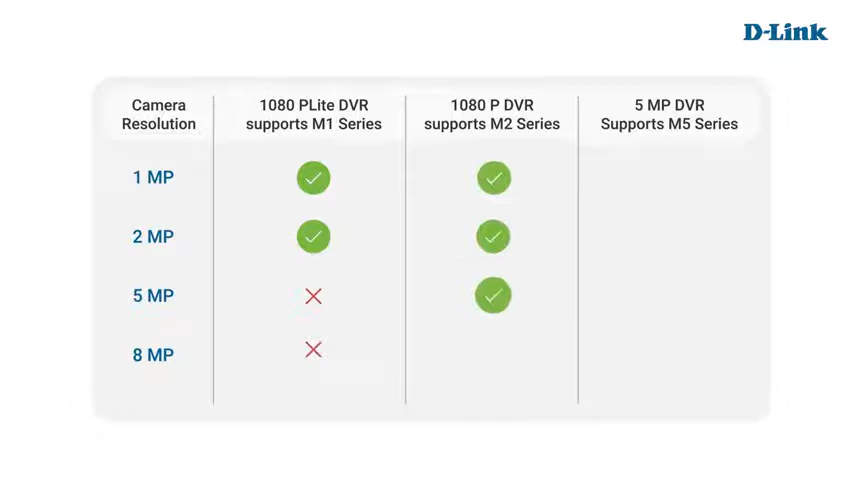 D-Link
Camera
Resolution
1080 PLite DVR
supports M1 Series
1080 P DVR
supports M2 Series
5 MP DVR
Supports M5 Series
1 MP
2 MP
5 MP
8 MP